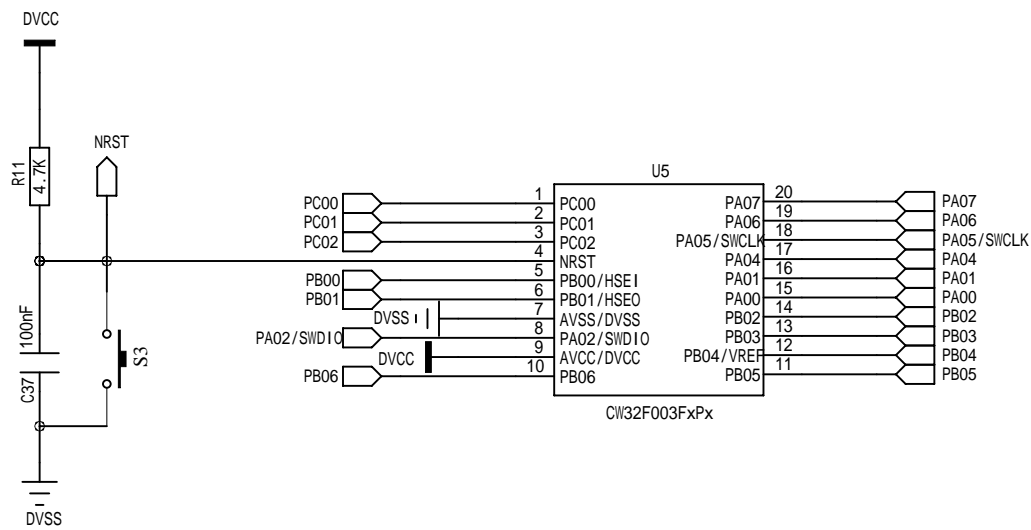 DVCC
NRST
R11
4.7K
100nF
C37
S3
DVSS
U5
PC00 1 PC00
PC01 2 PC01
PC02 3 PC02
4 NRST
PB00 5 PB00/HSEI
PB01 6 PB01/HSEO
DVSS 7 AVSS/DVSS
PA02/SWDIO 8 PA02/SWDIO
DVCC 9 AVCC/DVCC
PB06 10 PB06
PA07 20 PA07
PA06 19 PA06
PA05/SWCLK 18 PA05/SWCLK
PA04 17 PA04
PA01 16 PA01
PA00 15 PA00
PB02 14 PB02
PB03 13 PB03
PB04/VREF 12 PB04
PB05 11 PB05
CW32F003FxPx